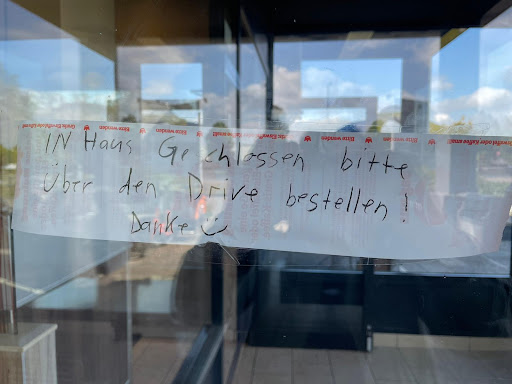 IN Haus Geschlossen bitte
über den Drive bestellen!
Danke